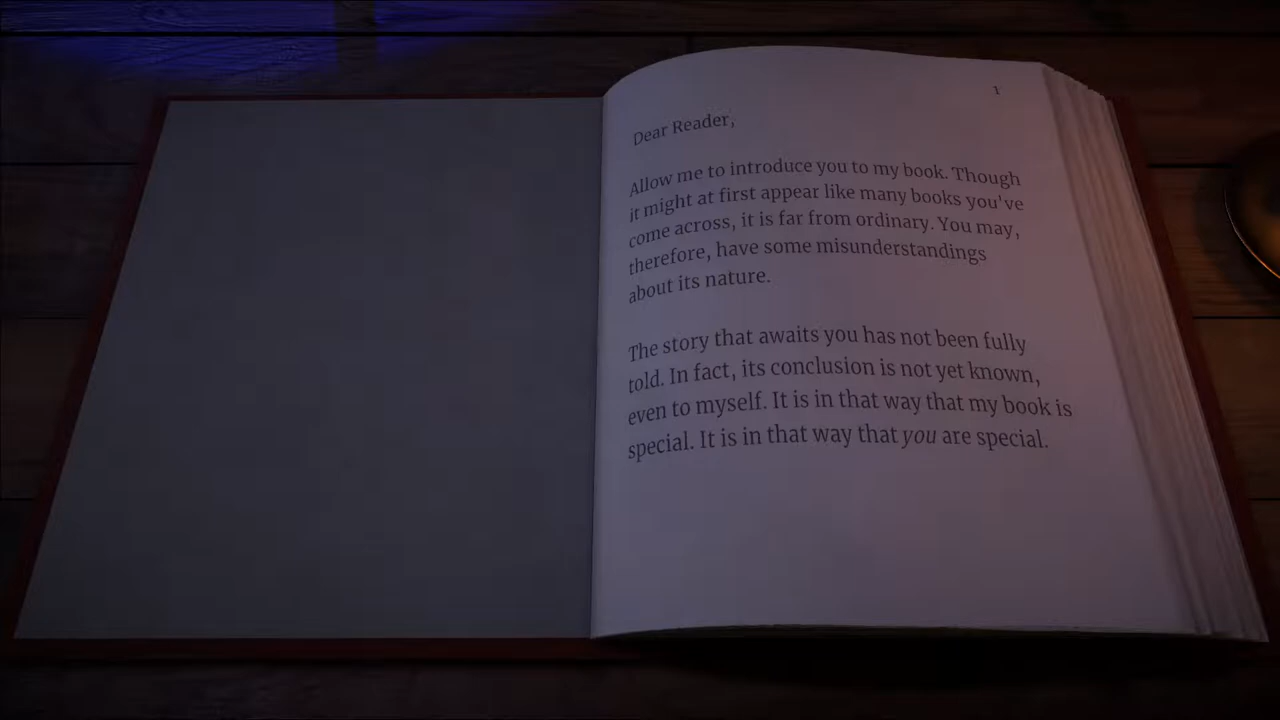 1
Dear Reader,
Allow me to introduce you to my book. Though
it might at first appear like many books you've
come across, it is far from ordinary. You may,
therefore, have some misunderstandings
about its nature.
The story that awaits you has not been fully
told. In fact, its conclusion is not yet known,
even to myself. It is in that way that my book is
special. It is in that way that you are special.